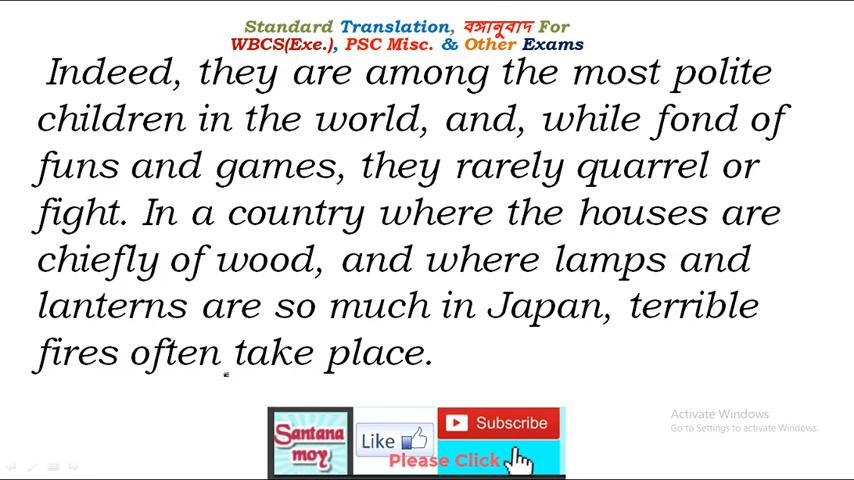 Standard Translation, বঙ্গানুবাদ For
WBCS(Exe.), PSC Misc. & Other Exams
Indeed, they are among the most polite
children in the world, and, while fond of
funs and games, they rarely quarrel or
fight. In a country where the houses are
chiefly of wood, and where lamps and
lanterns are so much in Japan, terrible
fires often take place.
Activate Windows
Go to Settings to activate Windows.
Santana
moy
Like
Subscribe
Please Click